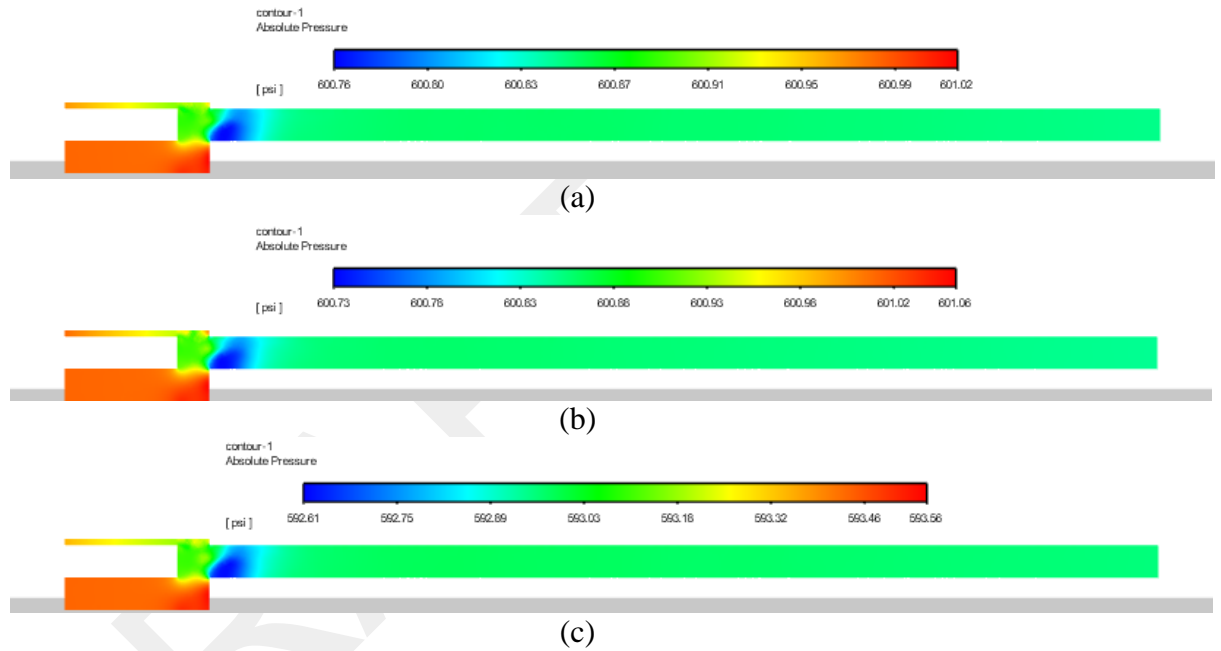 contour-1
Absolute Pressure
[ psi ]
600.76 600.80 600.83 600.87 600.91 600.95 600.99 601.02
(a)
contour-1
Absolute Pressure
[ psi ]
600.73 600.78 600.83 600.88 600.93 600.98 601.02 601.06
(b)
contour-1
Absolute Pressure
[ psi ]
592.61 592.75 592.89 593.03 593.18 593.32 593.46 593.56
(c)